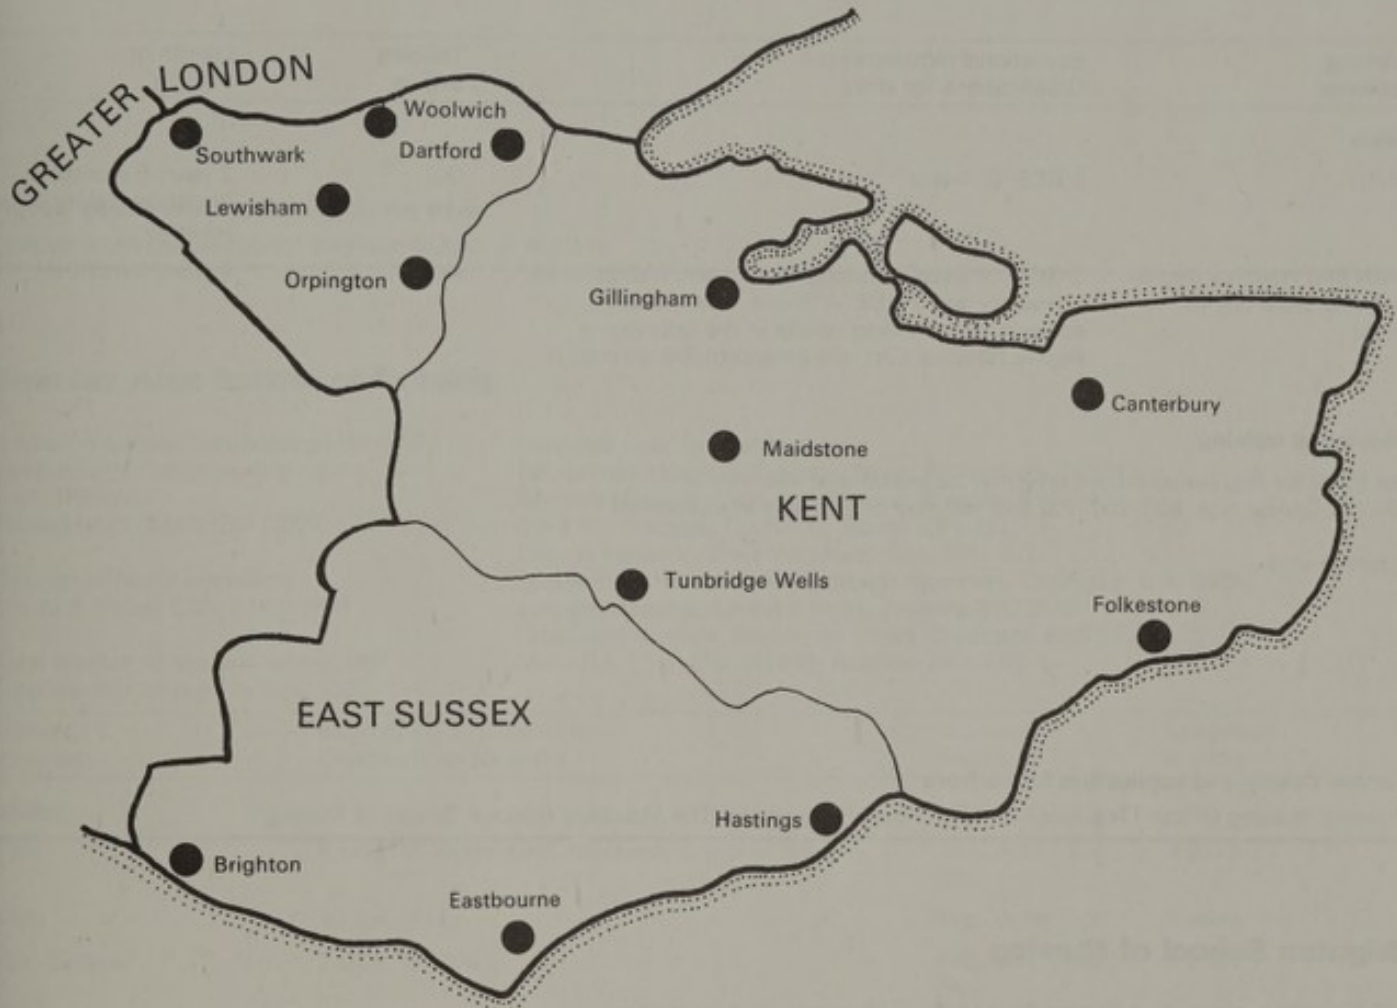 GREATER LONDON
Woolwich
Southwark
Dartford
Lewisham
Orpington
Gillingham
Canterbury
Maidstone
KENT
Tunbridge Wells
Folkestone
EAST SUSSEX
Hastings
Brighton
Eastbourne